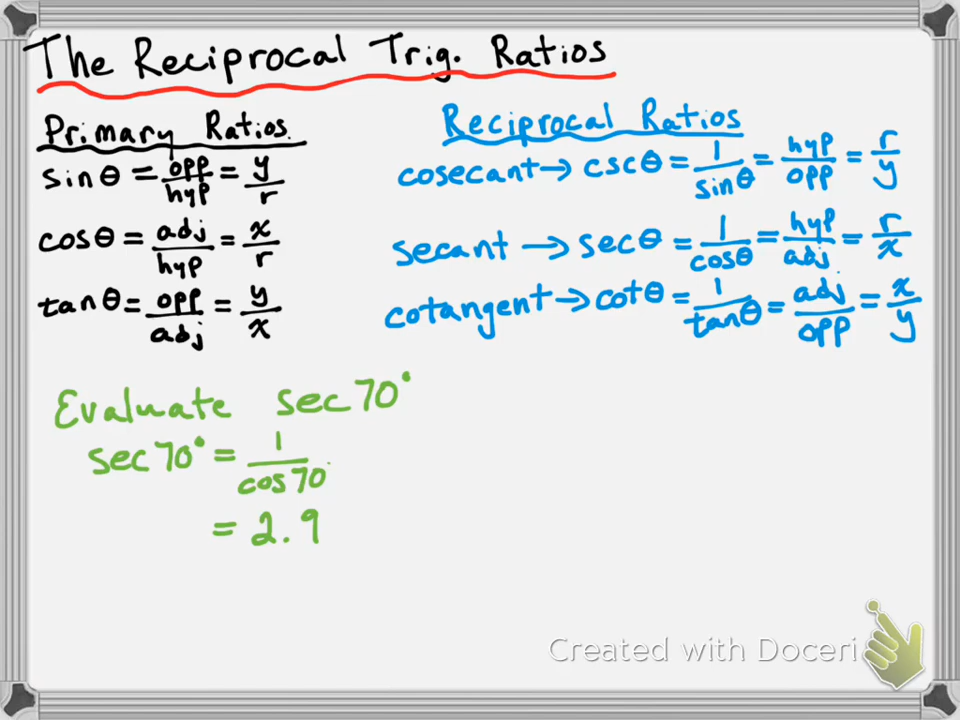 The Reciprocal Trig. Ratios
Primary Ratios.
sinθ = opp/hyp = y/r
cosθ = adj/hyp = x/r
tanθ = opp/adj = y/x
Reciprocal Ratios
cosecant → cscθ = 1/sinθ = hyp/opp = r/y
secant → secθ = 1/cosθ = hyp/adj = r/x
cotangent → cotθ = 1/tanθ = adj/opp = x/y
Evaluate sec70°
sec70° = 1/cos70
= 2.9
Created with Doceri